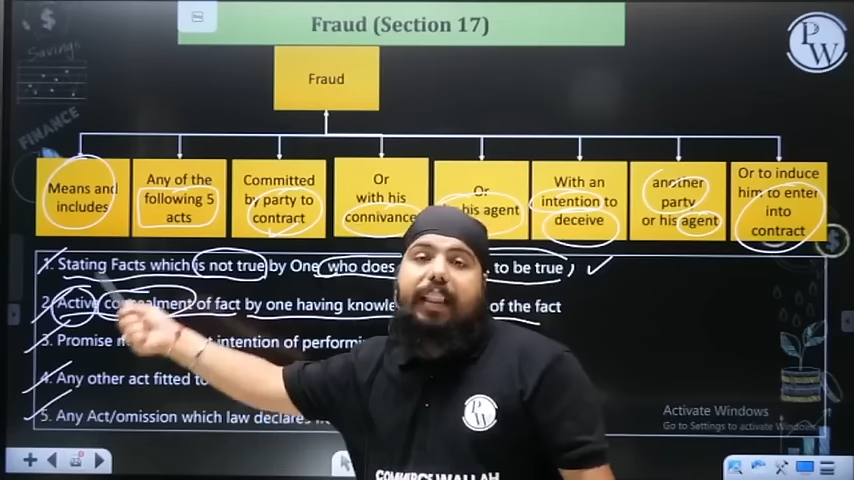 Fraud (Section 17)
Savings
FINANCE
PW
Fraud
Means and
includes
Any of the
following 5
acts
Committed
by party to
contract
Or
with his
connivance
Or
his agent
With an
intention to
deceive
another
party
or his agent
Or to induce
him to enter
into
contract
1. Stating Facts which is not true by One who does to be true
2. Active concealment of fact by one having of the fact
3. Promise intention of
4. Any other act fitted to
5. Any Act/omission which law
Activate Windows
Go to Settings to activate Windows.
PW
COMMERCE WALLAH